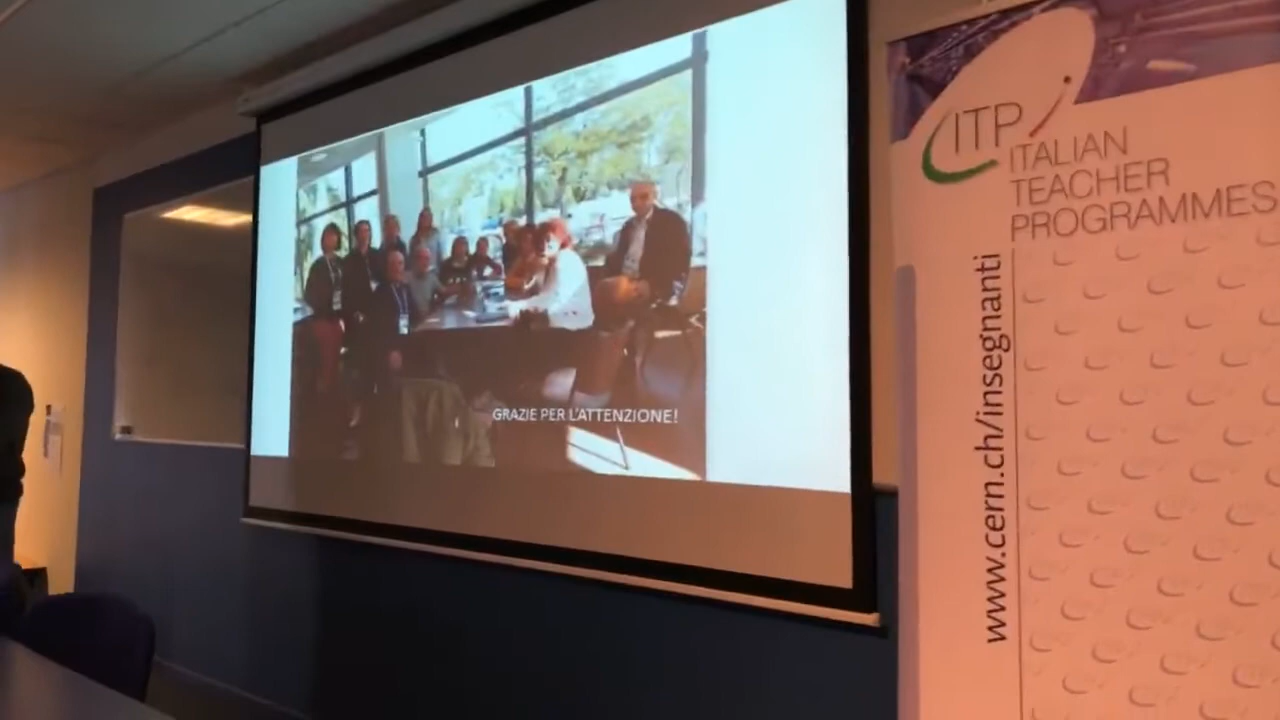 GRAZIE PER L'ATTENZIONE!
ITP
ITALIAN
TEACHER
PROGRAMMES
www.cern.ch/insegnanti